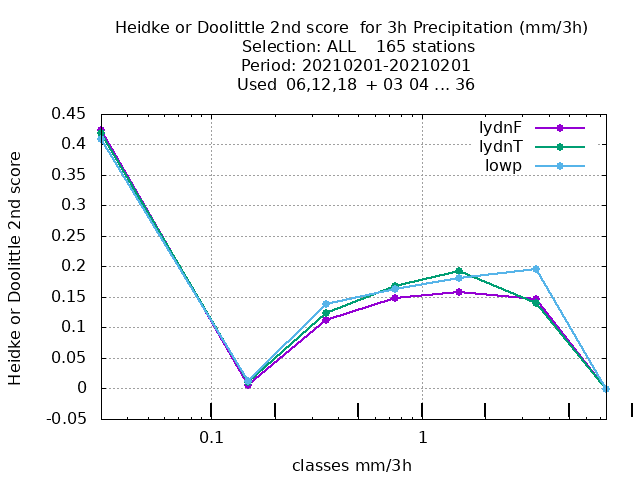 Heidke or Doolittle 2nd score  for 3h Precipitation (mm/3h)
Selection: ALL    165 stations
Period: 20210201-20210201
Used  06,12,18  + 03 04 ... 36
0.45
0.4
0.35
0.3
0.25
0.2
0.15
0.1
0.05
0
-0.05
Heidke or Doolittle 2nd score
lydnF
lydnT
lowp
0.1
1
classes mm/3h